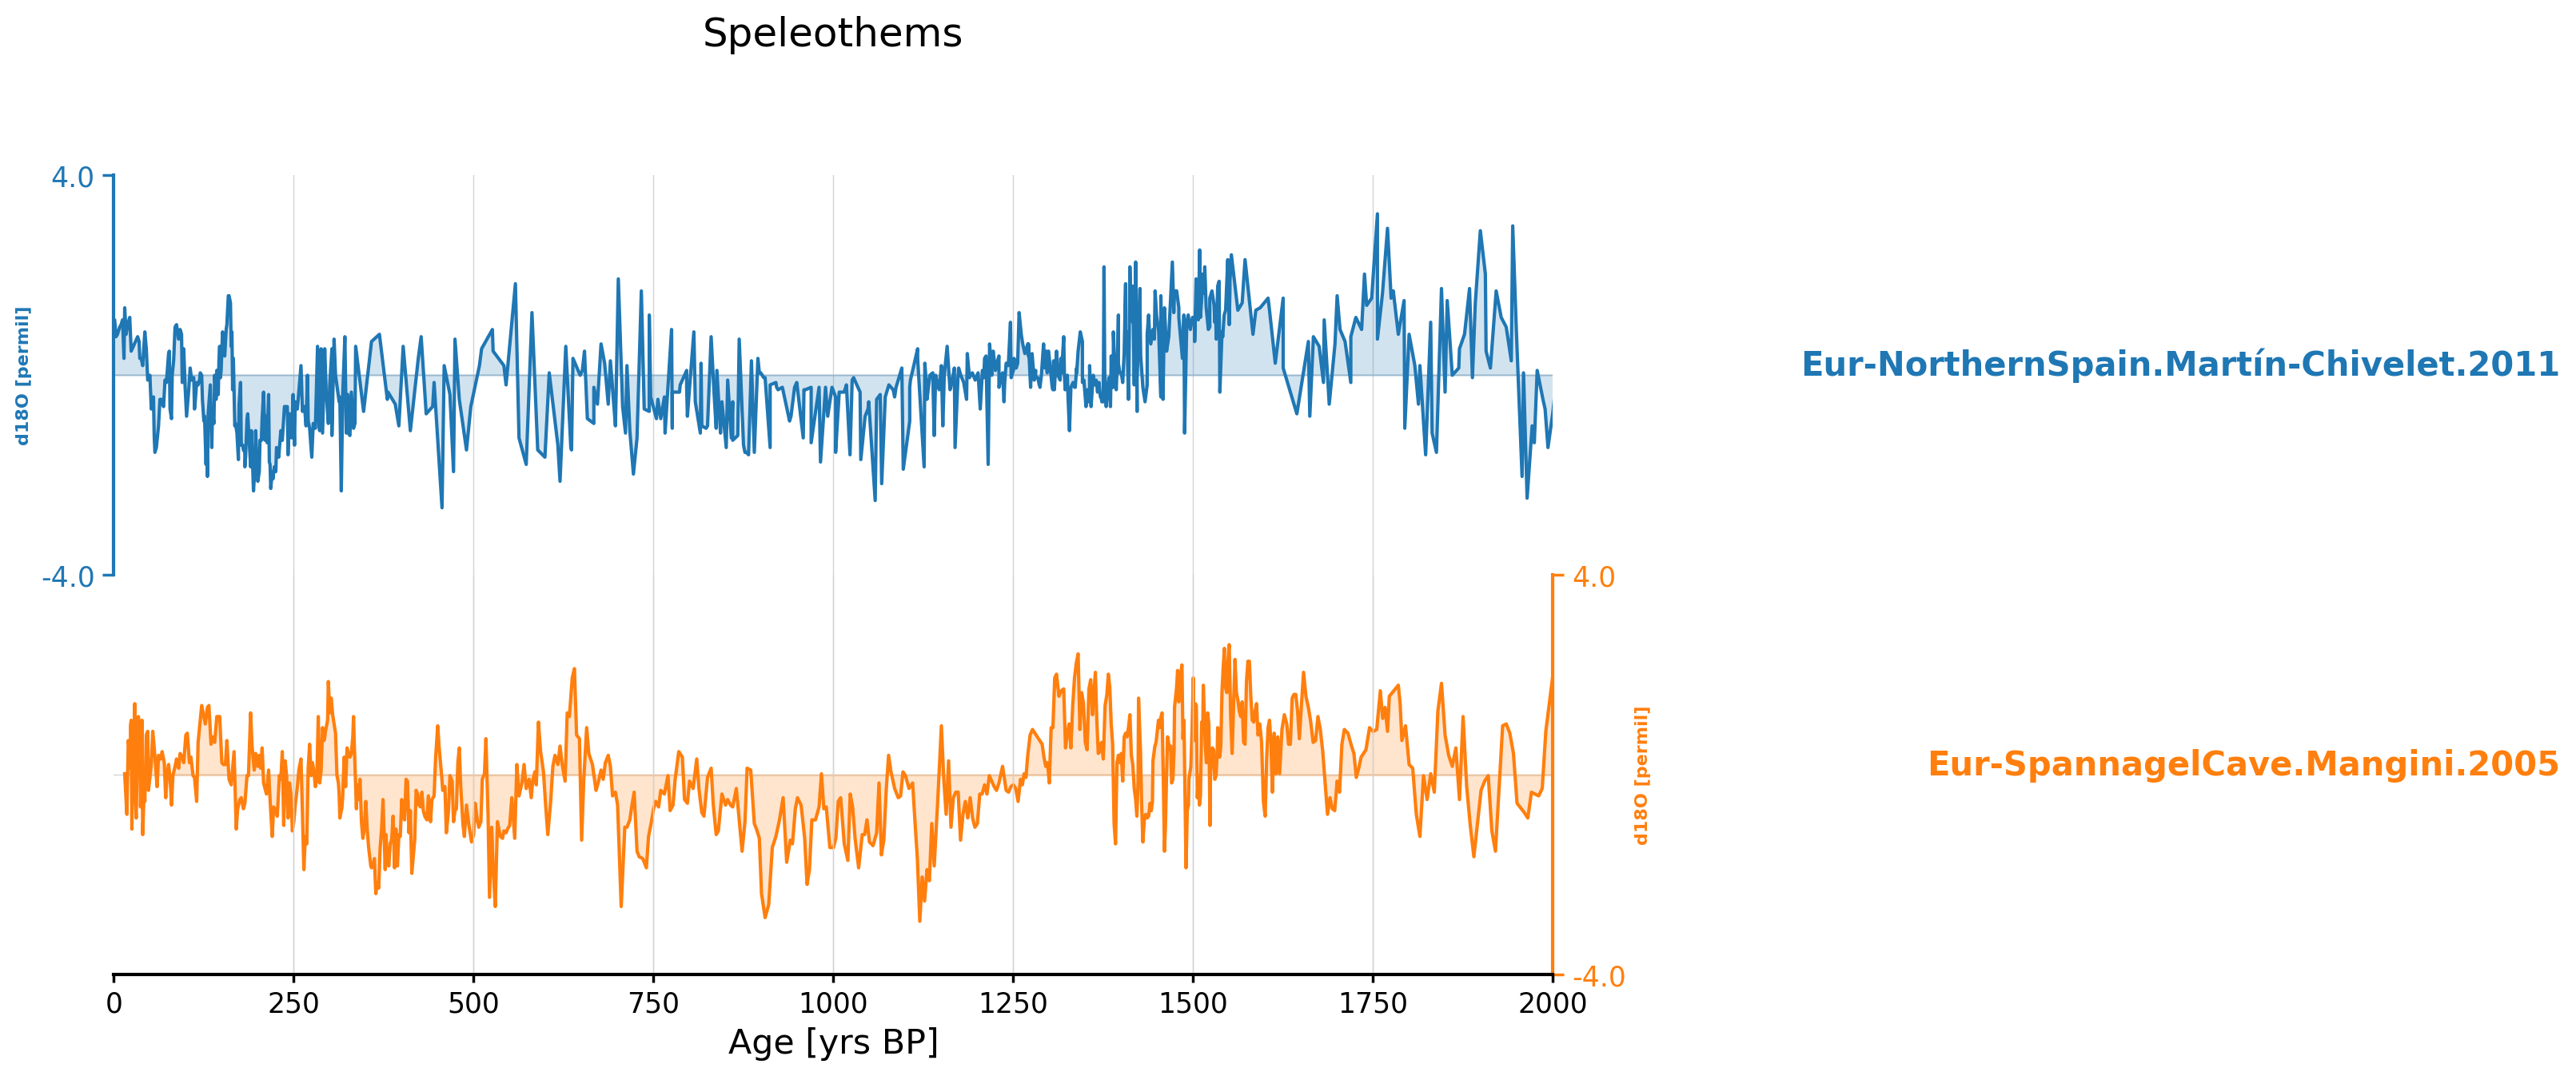 Speleothems
4.0
-4.0
d18O [permil]
Eur-NorthernSpain.Martín-Chivelet.2011
4.0
-4.0
d18O [permil]
Eur-SpannagelCave.Mangini.2005
0 250 500 750 1000 1250 1500 1750 2000
Age [yrs BP]